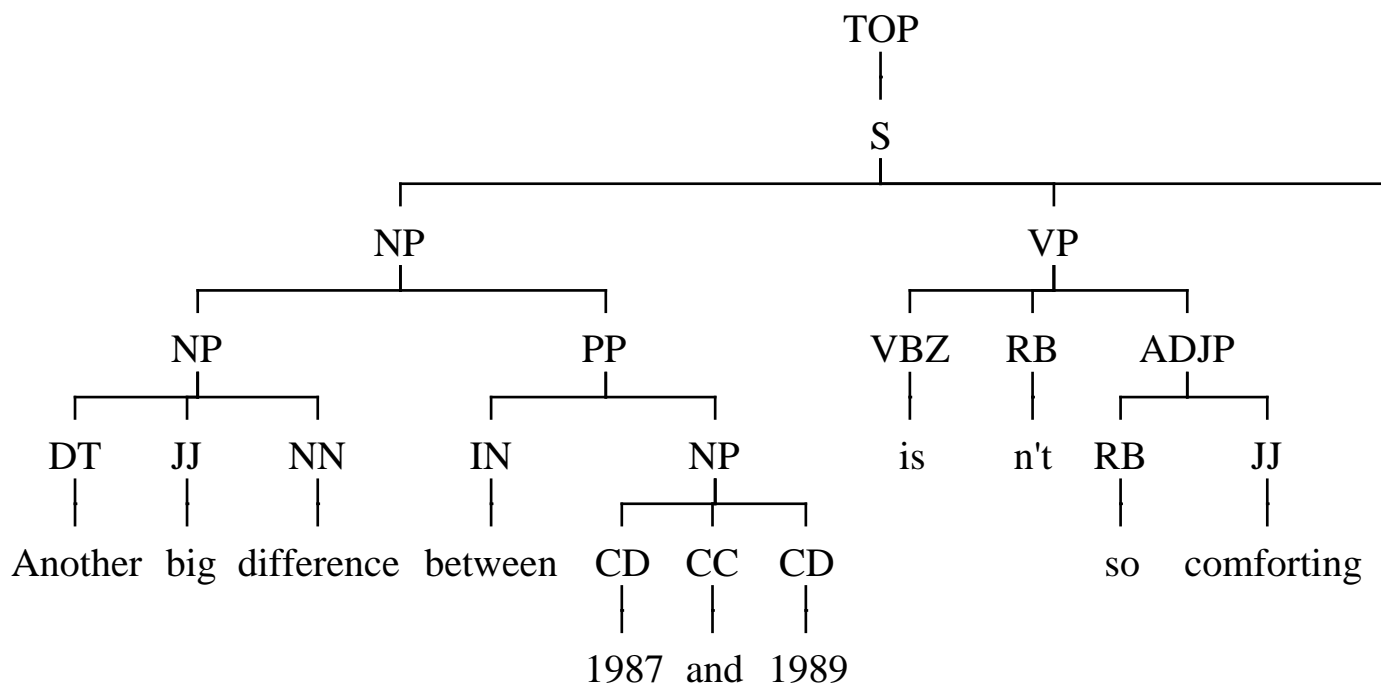 TOP
S
NP VP
NP PP VBZ RB ADJP
DT JJ NN IN NP is n't RB JJ
Another big difference between CD CC CD so comforting
1987 and 1989